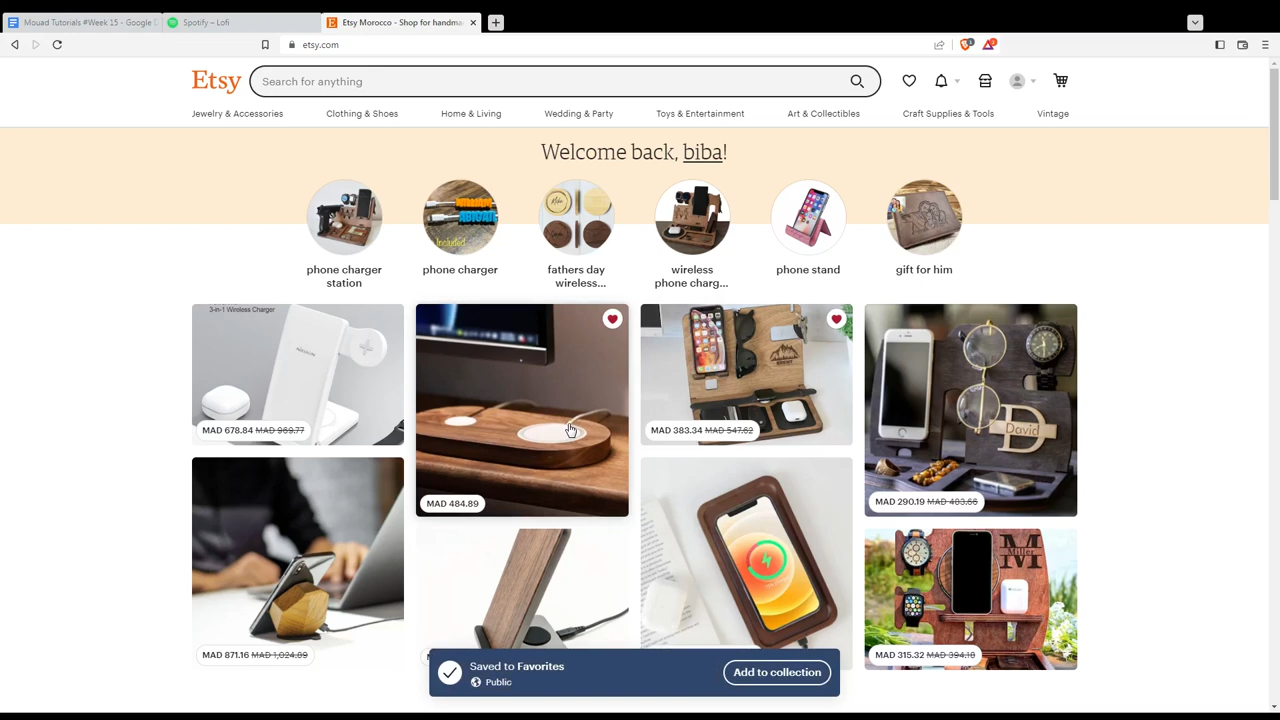 Mouad Tutorials #Week 15 - Google D
Spotify – Lofi
Etsy Morocco - Shop for handma
etsy.com
Etsy
Search for anything
Jewelry & Accessories
Clothing & Shoes
Home & Living
Wedding & Party
Toys & Entertainment
Art & Collectibles
Craft Supplies & Tools
Vintage
Welcome back, biba!
Included
phone charger
station
phone charger
fathers day
wireless...
wireless
phone charg...
phone stand
gift for him
3-in-1 Wireless Charger
MAD 678.84 MAD 969.77
MAD 484.89
MAD 383.34 MAD 547.62
David
MAD 290.19 MAD 483.66
MAD 871.16 MAD 1,024.89
M
Miller
MAD 315.32 MAD 394.18
Saved to Favorites
Public
Add to collection